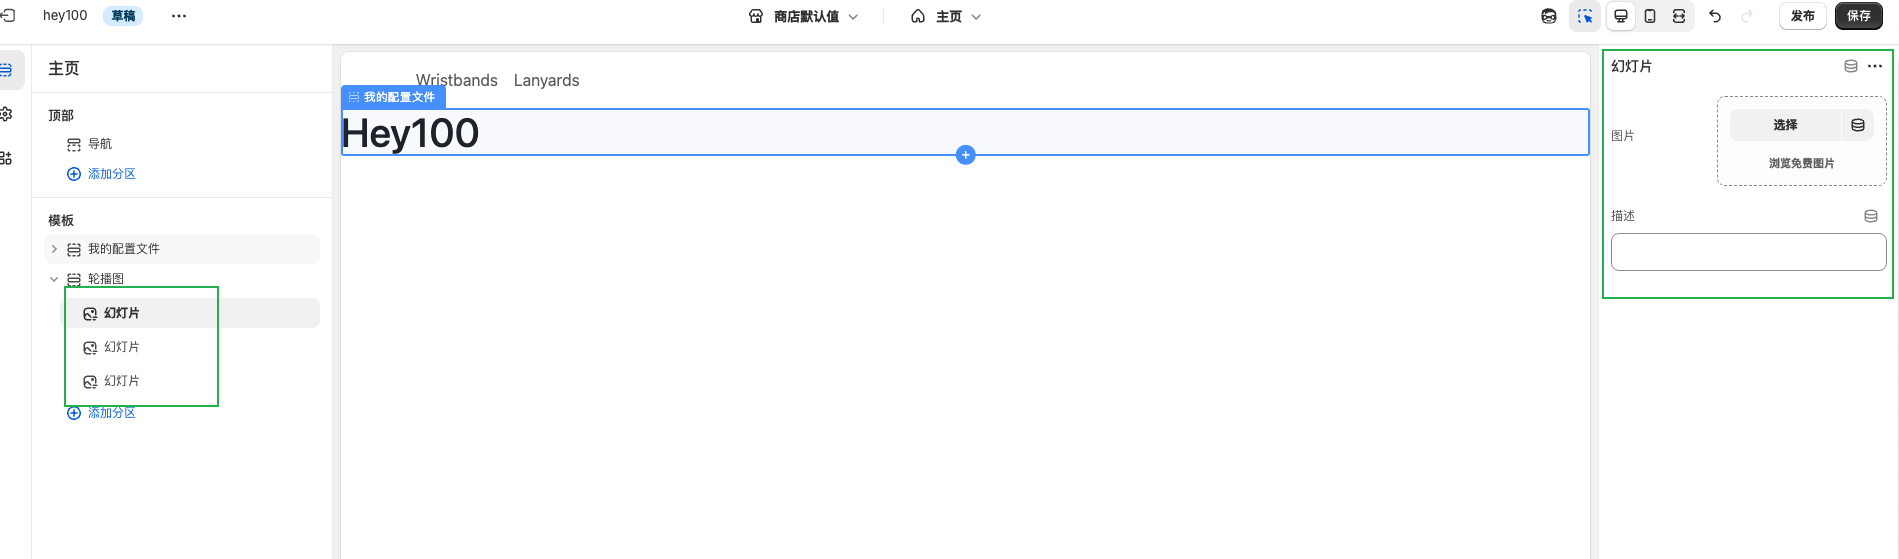 hey100 草稿
商店默认值 主页
发布 保存
主页
顶部
导航
添加分区
模板
我的配置文件
轮播图
幻灯片
幻灯片
幻灯片
添加分区
Wristbands Lanyards
我的配置文件
Hey100
幻灯片
图片
选择
浏览免费图片
描述